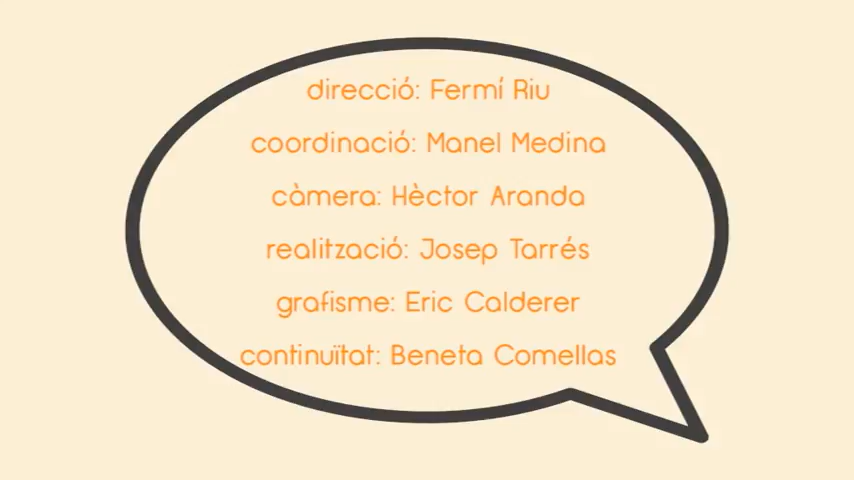 direcció: Fermí Riu
coordinació: Manel Medina
càmera: Hèctor Aranda
realització: Josep Tarrés
grafisme: Eric Calderer
continuïtat: Beneta Comellas